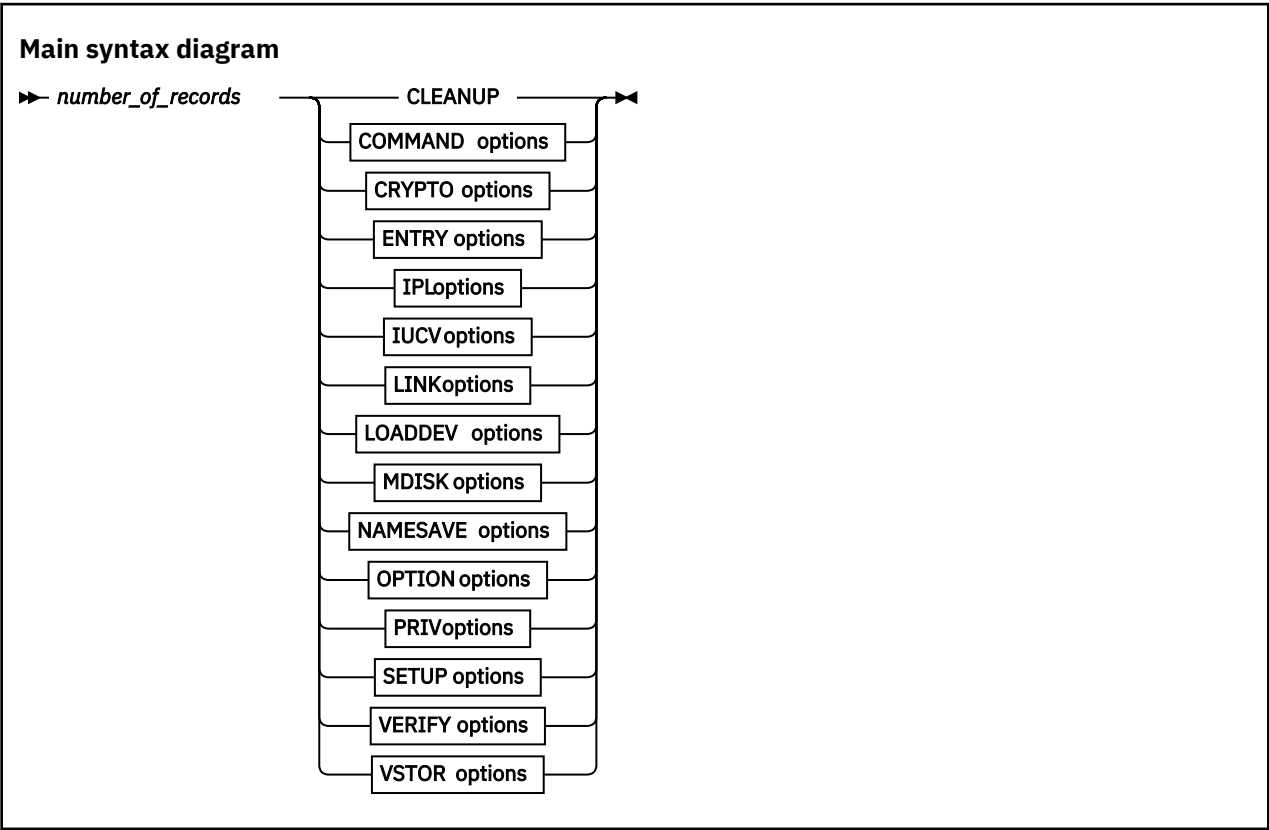 Main syntax diagram
number_of_records CLEANUP
COMMAND options
CRYPTO options
ENTRY options
IPLoptions
IUCVoptions
LINKoptions
LOADDEV options
MDISK options
NAMESAVE options
OPTION options
PRIVoptions
SETUP options
VERIFY options
VSTOR options